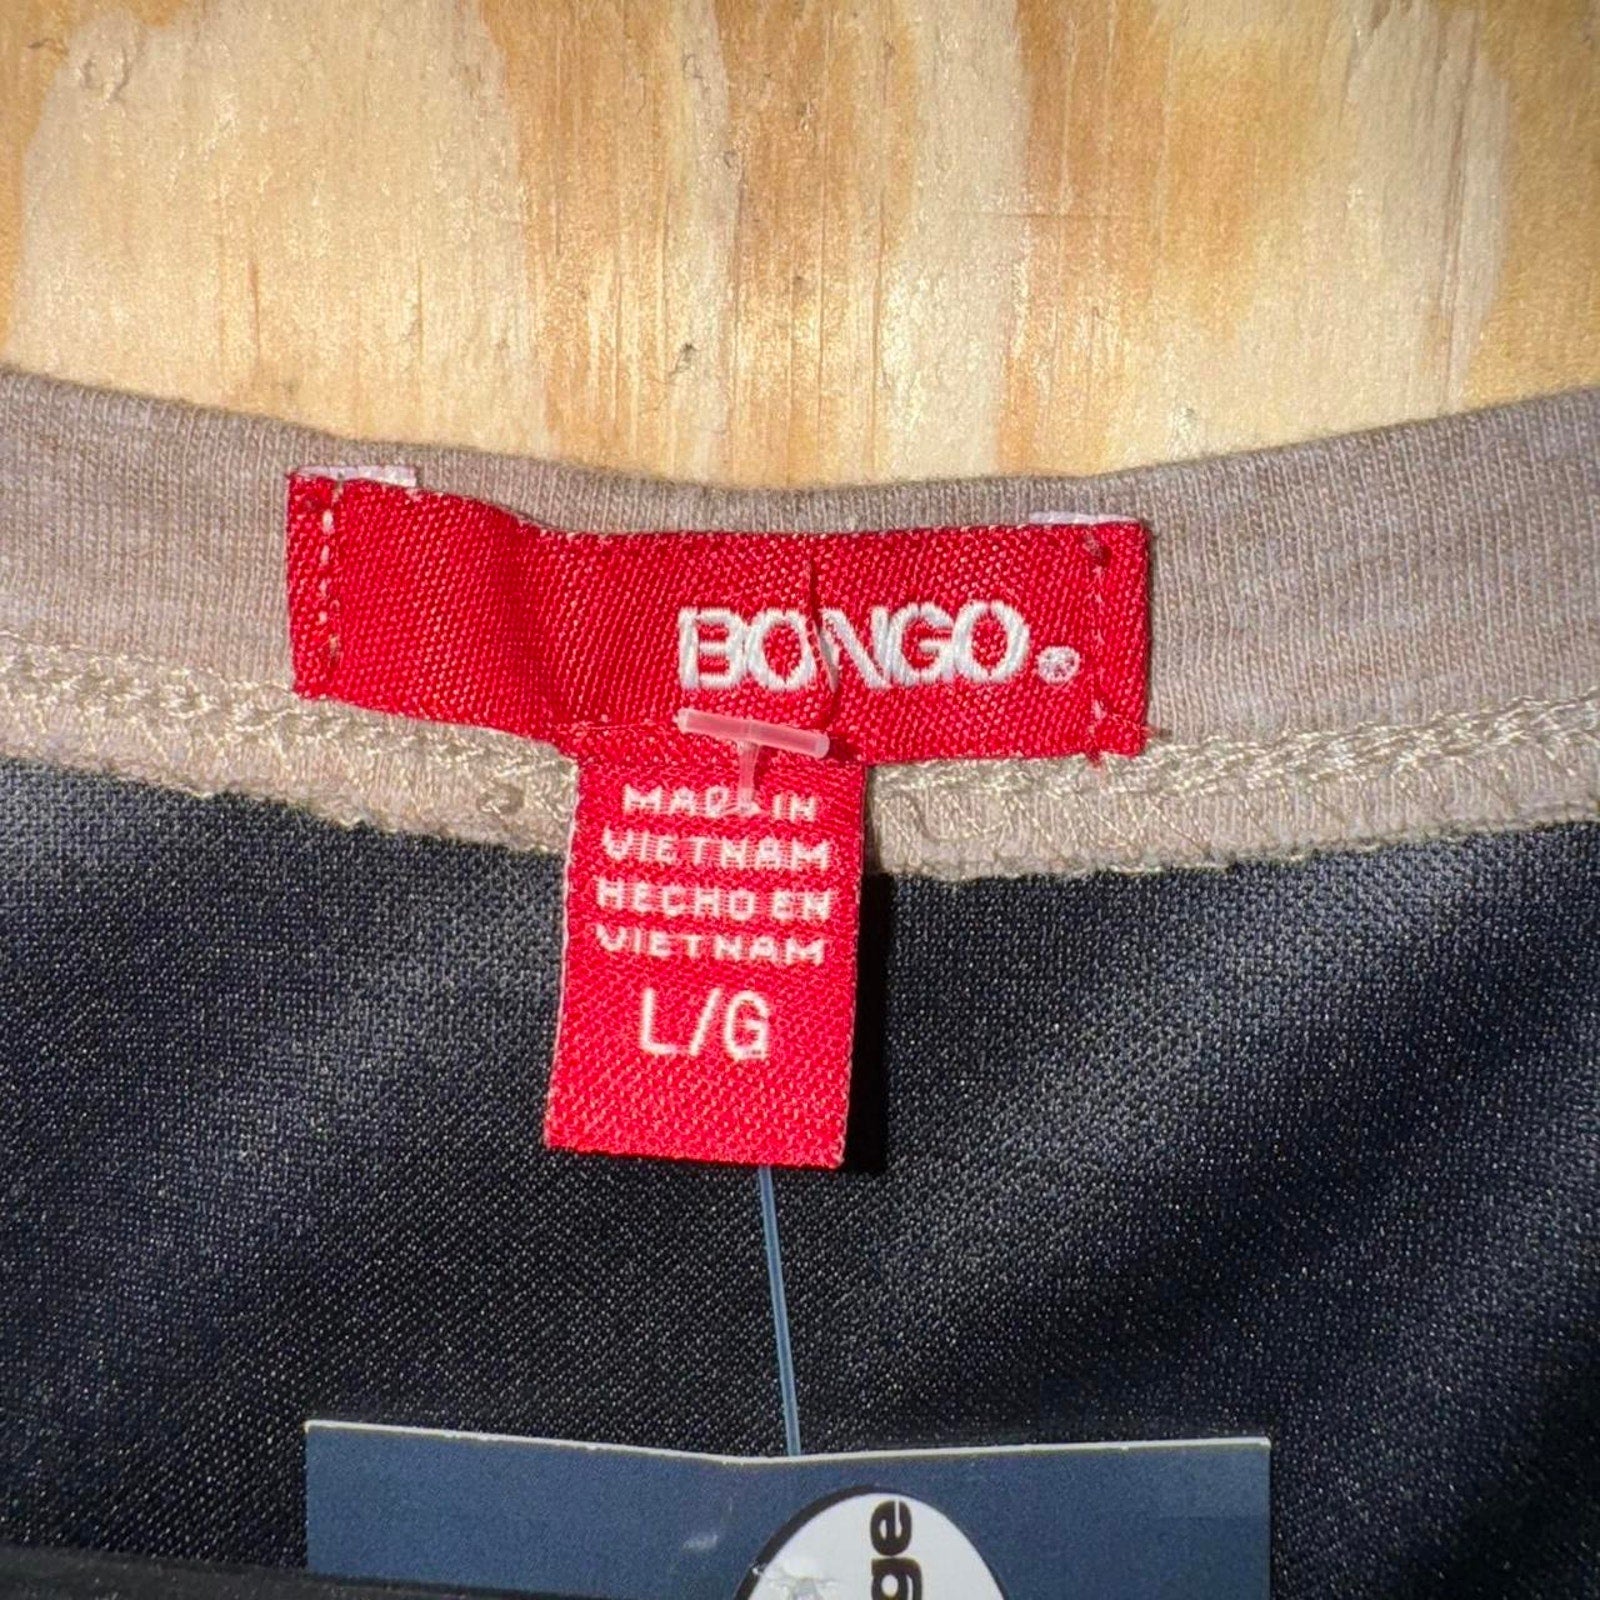 BONGO®
MADE IN
VIETNAM
HECHO EN
VIETNAM
L/G